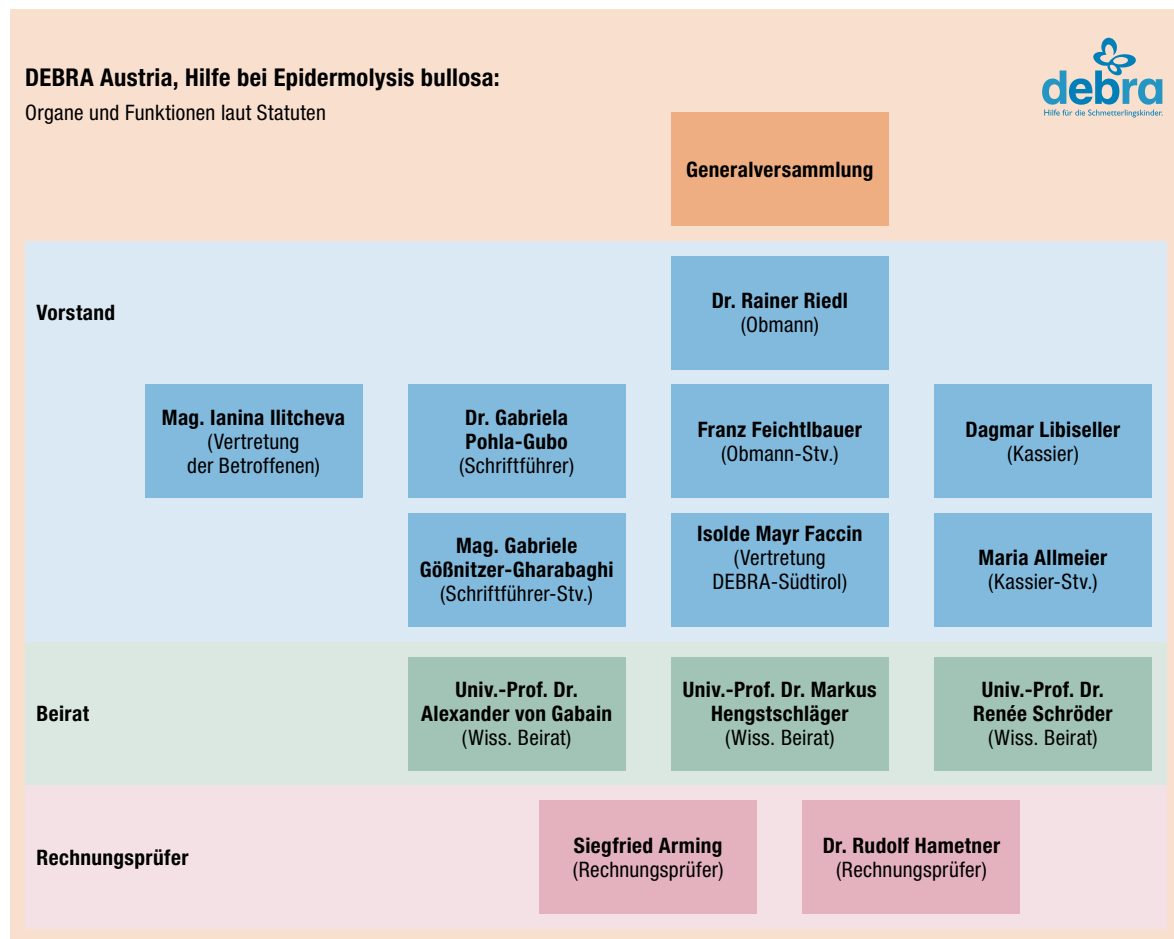 DEBRA Austria, Hilfe bei Epidermolysis bullosa:
Organe und Funktionen laut Statuten
debra
Hilfe für die Schmetterlingskinder.
Generalversammlung
Vorstand
Dr. Rainer Riedl
(Obmann)
Mag. Ianina Ilitcheva
(Vertretung
der Betroffenen)
Dr. Gabriela
Pohla-Gubo
(Schriftführer)
Franz Feichtlbauer
(Obmann-Stv.)
Dagmar Libiseller
(Kassier)
Mag. Gabriele
Gößnitzer-Gharabaghi
(Schriftführer-Stv.)
Isolde Mayr Faccin
(Vertretung
DEBRA-Südtirol)
Maria Allmeier
(Kassier-Stv.)
Beirat
Univ.-Prof. Dr.
Alexander von Gabain
(Wiss. Beirat)
Univ.-Prof. Dr. Markus
Hengstschläger
(Wiss. Beirat)
Univ.-Prof. Dr.
Renée Schröder
(Wiss. Beirat)
Rechnungsprüfer
Siegfried Arming
(Rechnungsprüfer)
Dr. Rudolf Hametner
(Rechnungsprüfer)